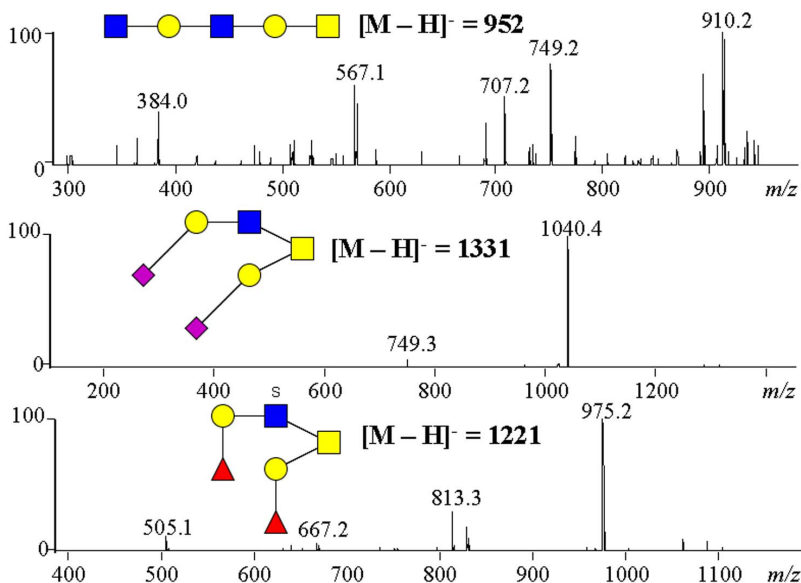 [M – H]⁻ = 952
100
0
384.0
567.1
707.2
749.2
910.2
300 400 500 600 700 800 900 m/z
[M – H]⁻ = 1331
100
0
749.3
1040.4
200 400 600 800 1000 1200 m/z
S
[M – H]⁻ = 1221
100
0
505.1
667.2
813.3
975.2
400 500 600 700 800 900 1000 1100 m/z